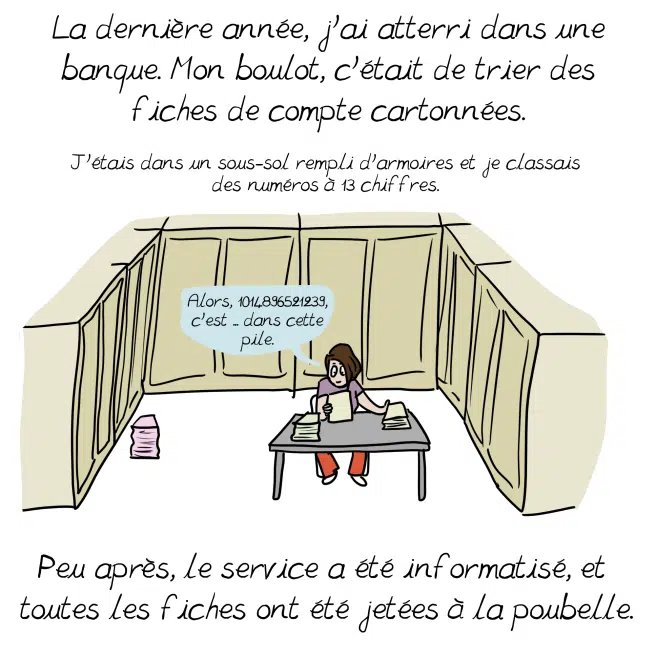 La dernière année, j'ai atterri dans une
banque. Mon boulot, c'était de trier des
fiches de compte cartonnées.
J'étais dans un sous-sol rempli d'armoires et je classais
des numéros à 13 chiffres.
Alors, 1014896521239,
c'est … dans cette
pile.
Peu après, le service a été informatisé, et
toutes les fiches ont été jetées à la poubelle.